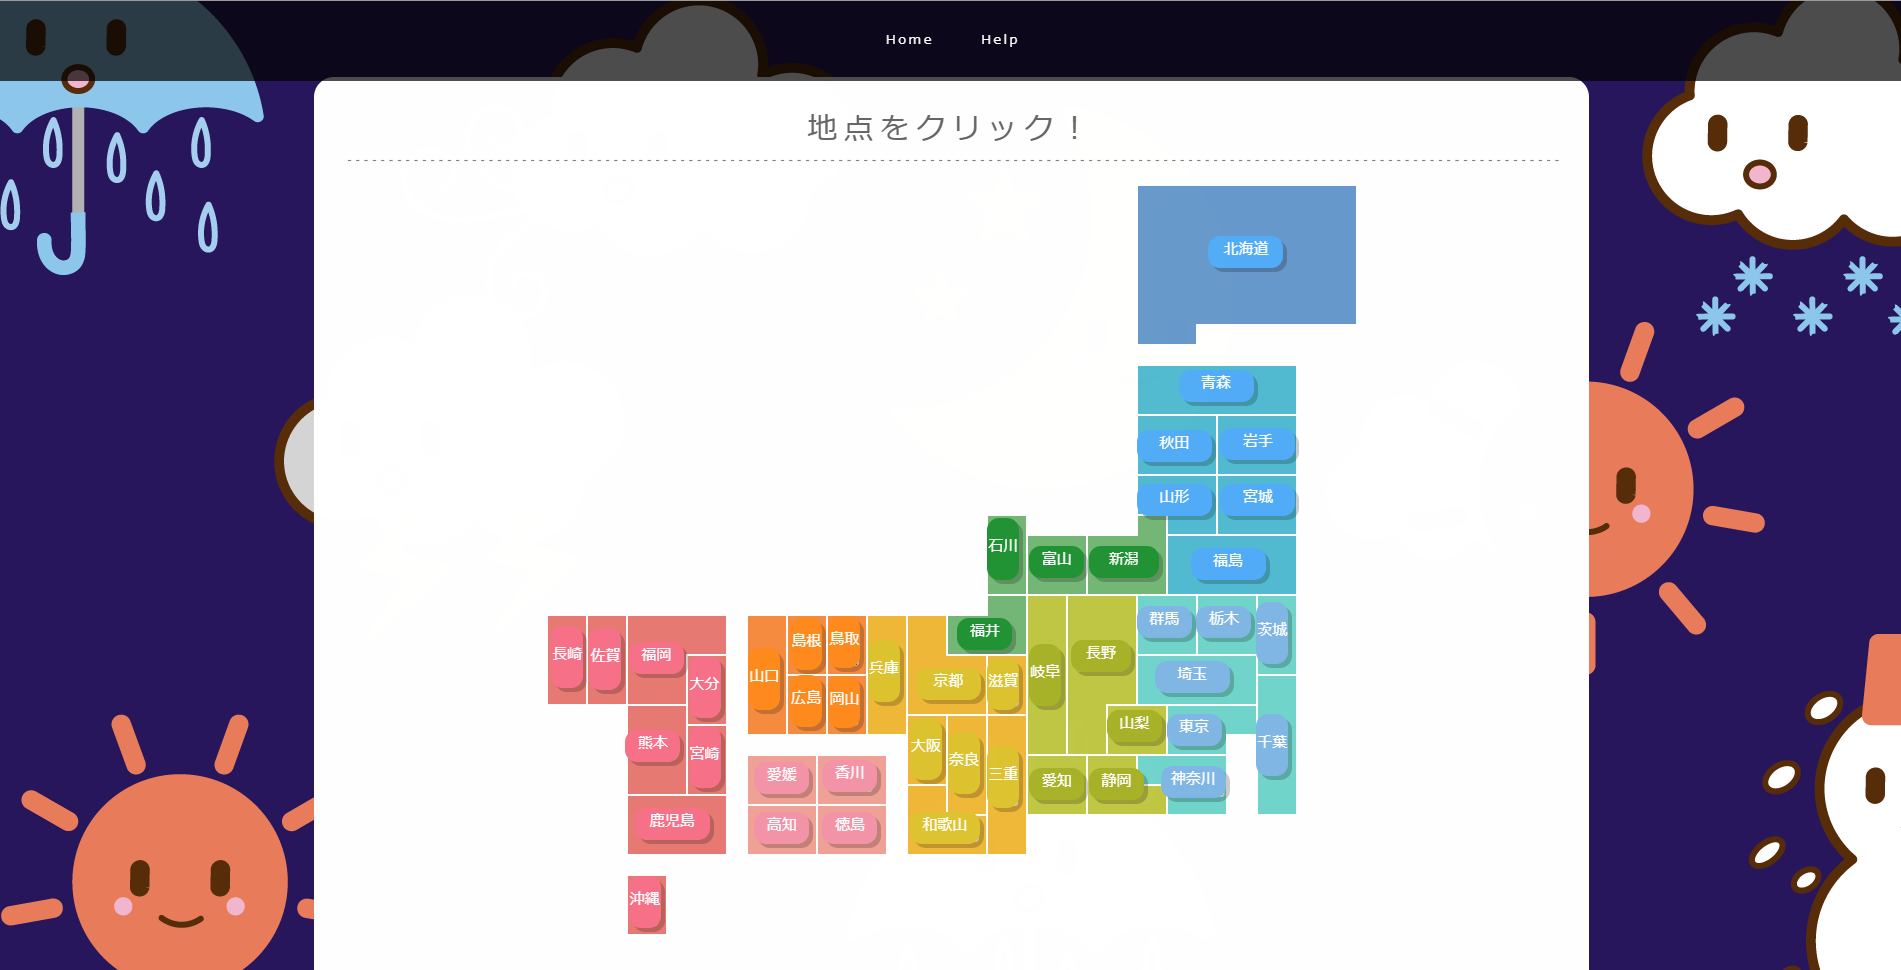 Home Help
地点をクリック！
北海道
青森
秋田 岩手
山形 宮城
石川 富山 新潟 福島
福井 群馬 栃木 茨城
長崎 佐賀 福岡 島根 鳥取 兵庫 岐阜 長野
大分 山口 広島 岡山 京都 滋賀 埼玉
熊本 宮崎 大阪 奈良 山梨 東京 千葉
愛媛 香川 三重 愛知 静岡 神奈川
鹿児島 高知 徳島 和歌山
沖縄